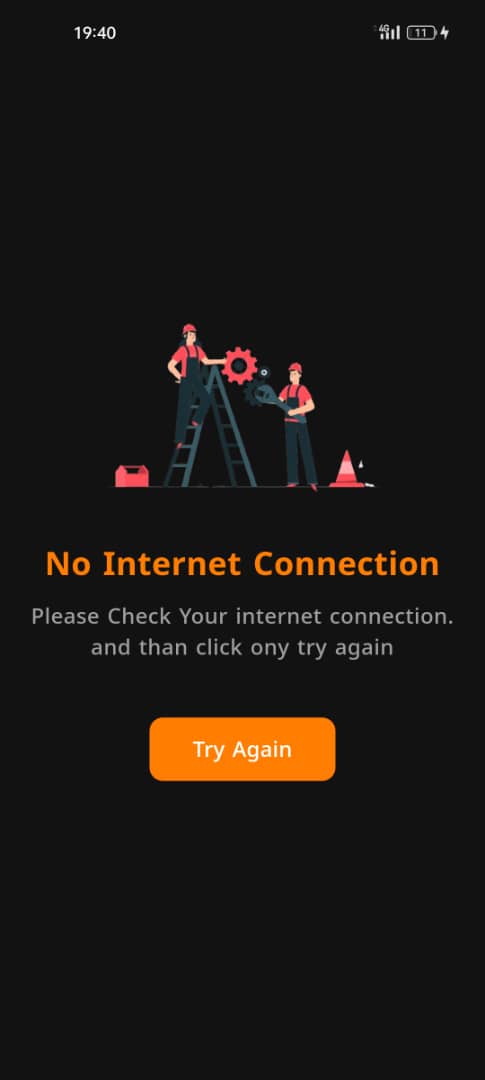 19:40
4G
11
No Internet Connection
Please Check Your internet connection.
and than click ony try again
Try Again